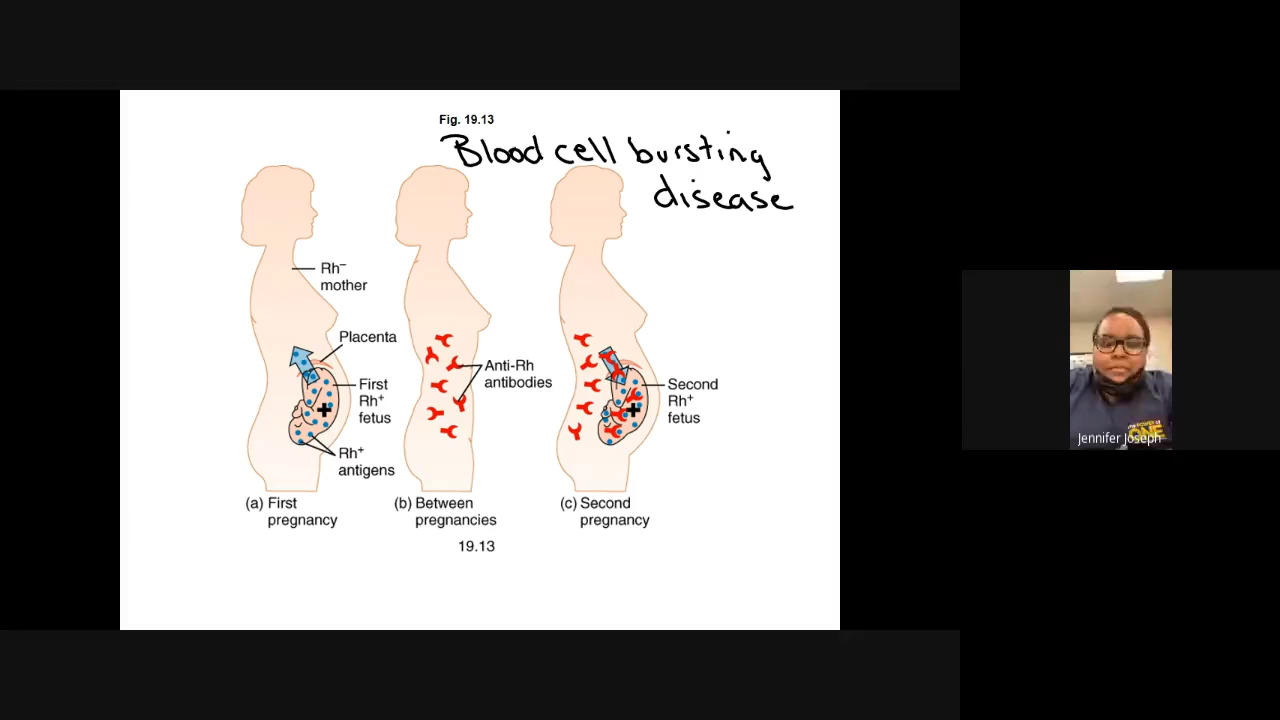 Fig. 19.13
Blood cell bursting
disease
Rh⁻
mother
Placenta
First
Rh⁺
fetus
Rh⁺
antigens
Anti-Rh
antibodies
Second
Rh⁺
fetus
(a) First
pregnancy
(b) Between
pregnancies
(c) Second
pregnancy
19.13
+
+
ONE
Jennifer Joseph